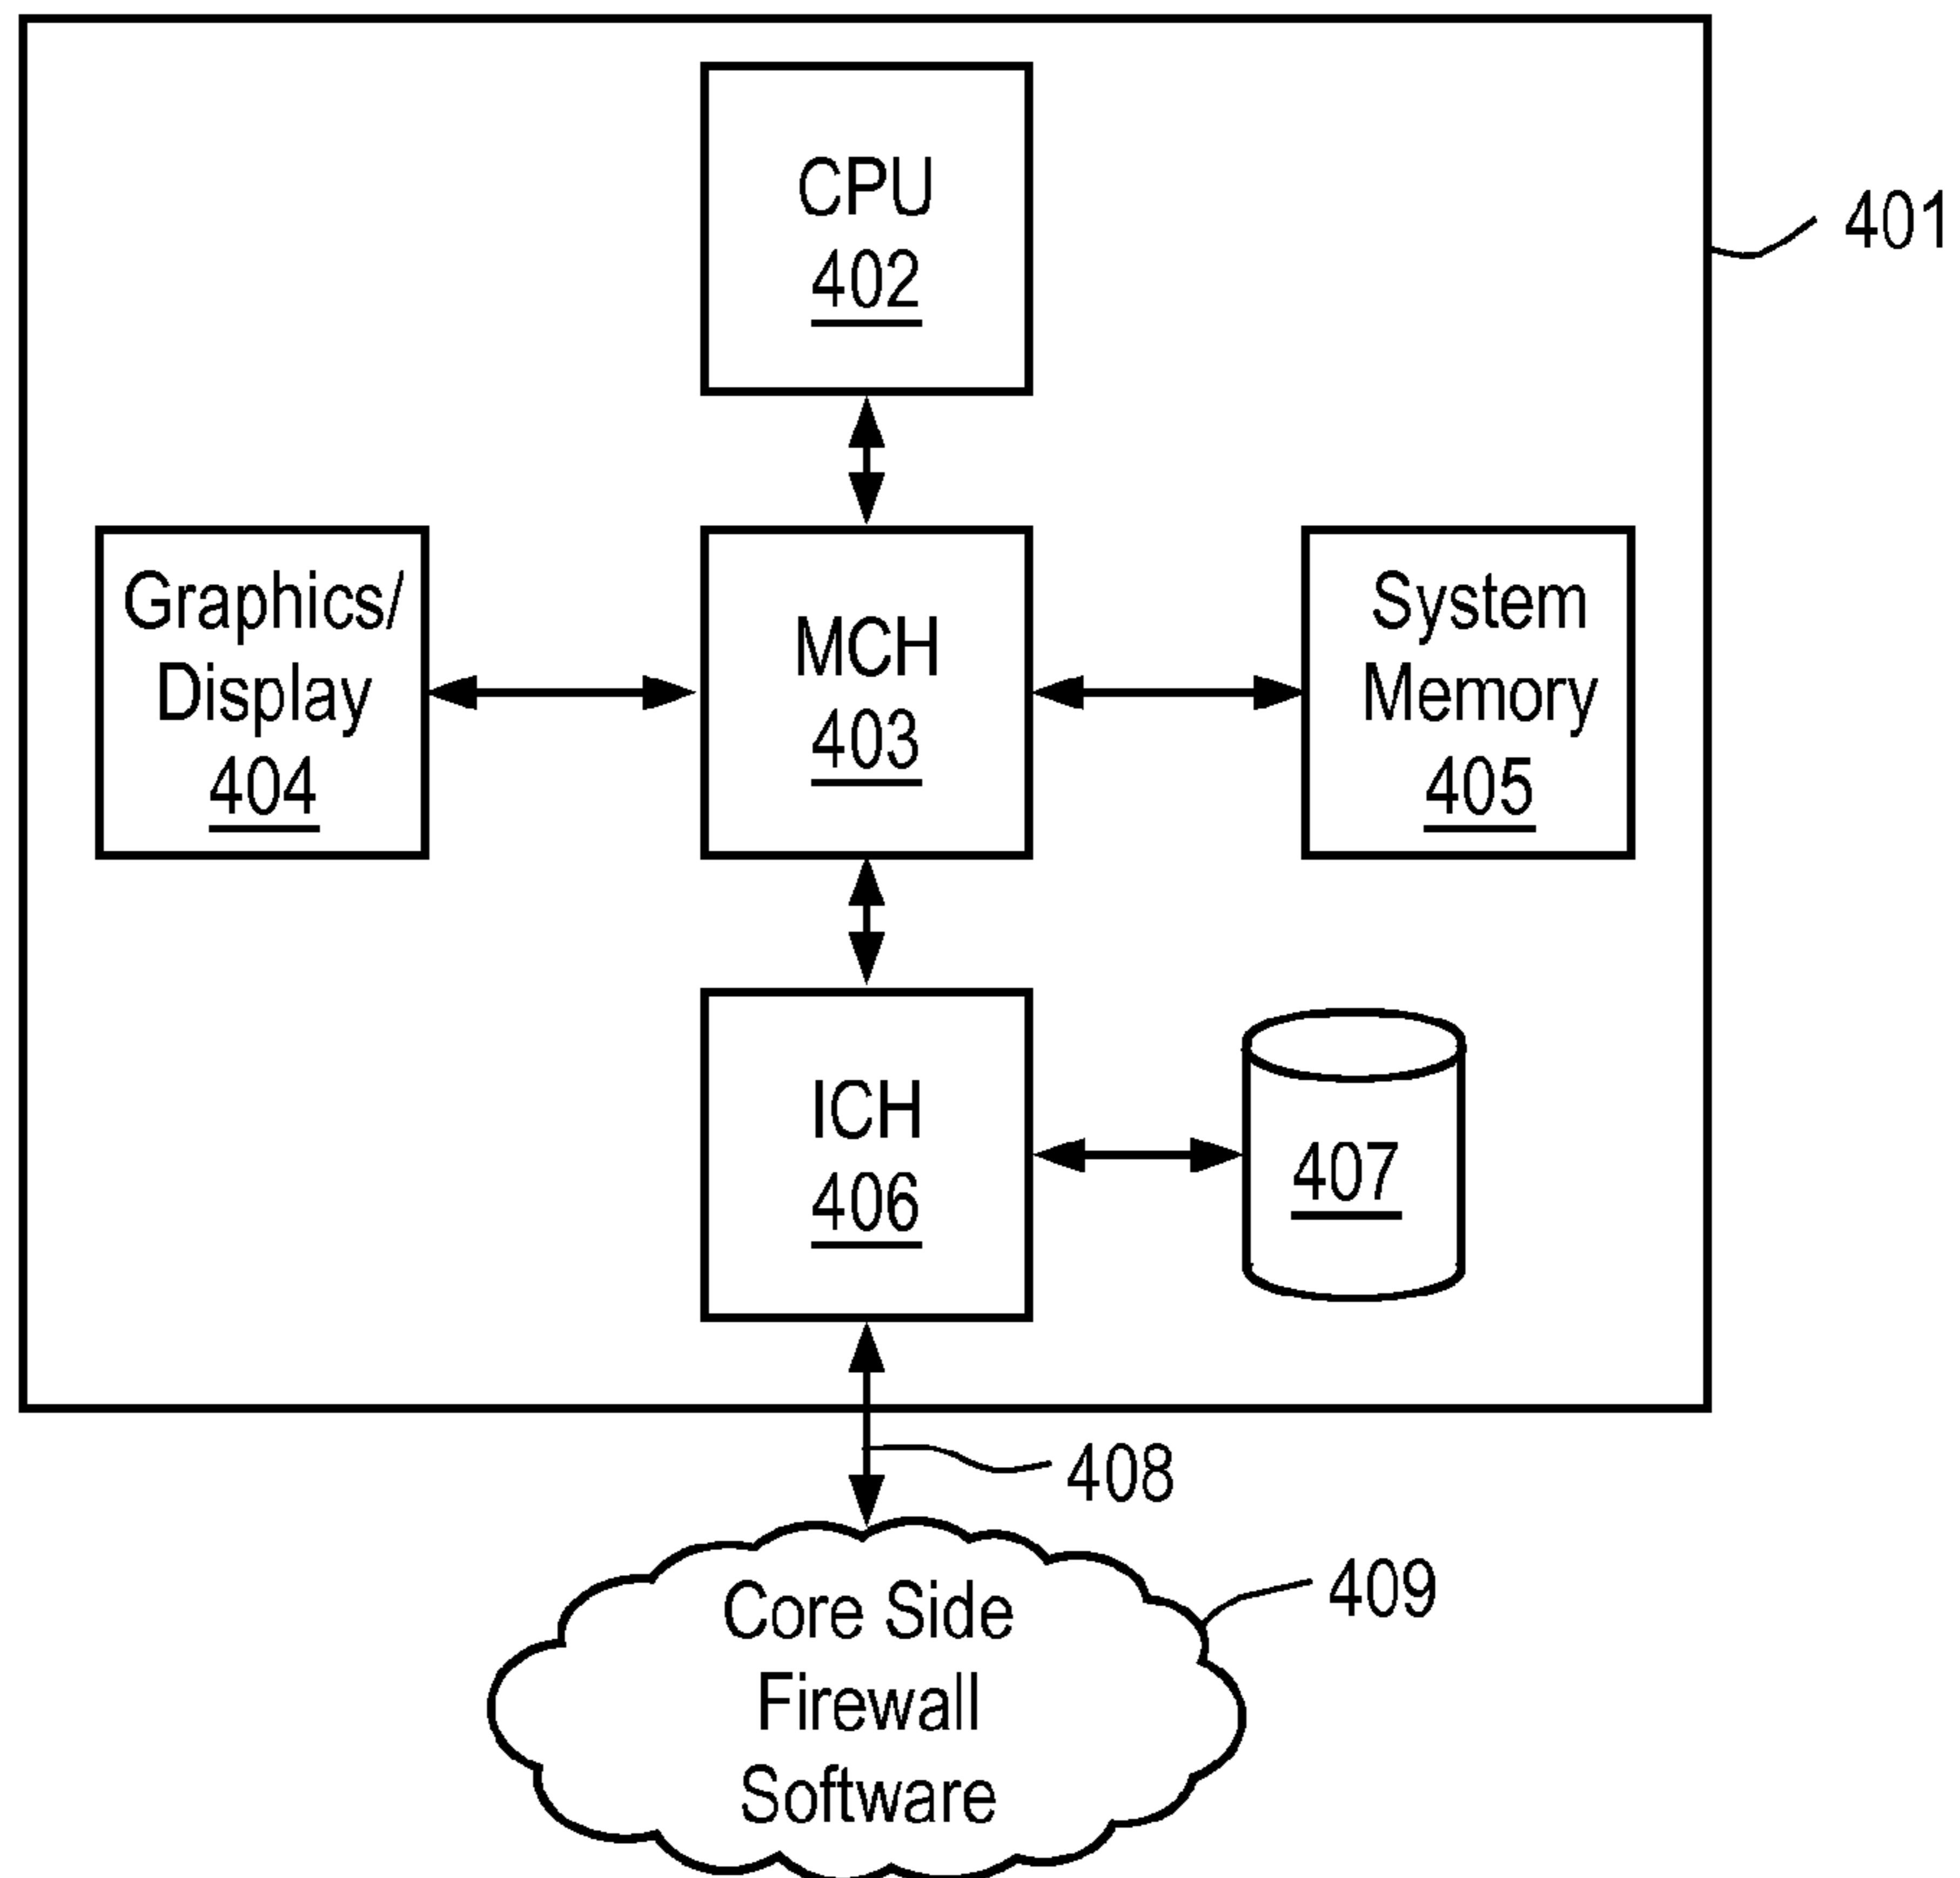 CPU
402
401
Graphics/
Display
404
MCH
403
System
Memory
405
ICH
406
407
408
409
Core Side
Firewall
Software